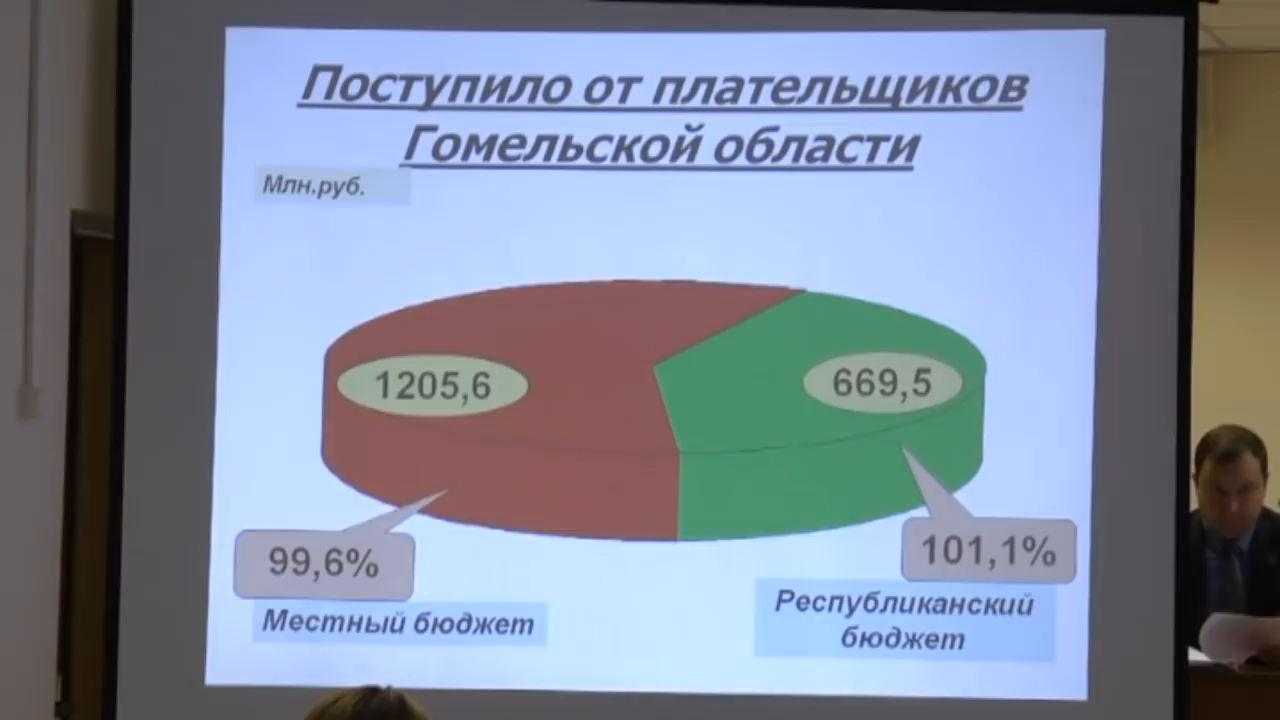 Поступило от плательщиков
Гомельской области
Млн.руб.
1205,6
669,5
99,6%
101,1%
Местный бюджет
Республиканский
бюджет